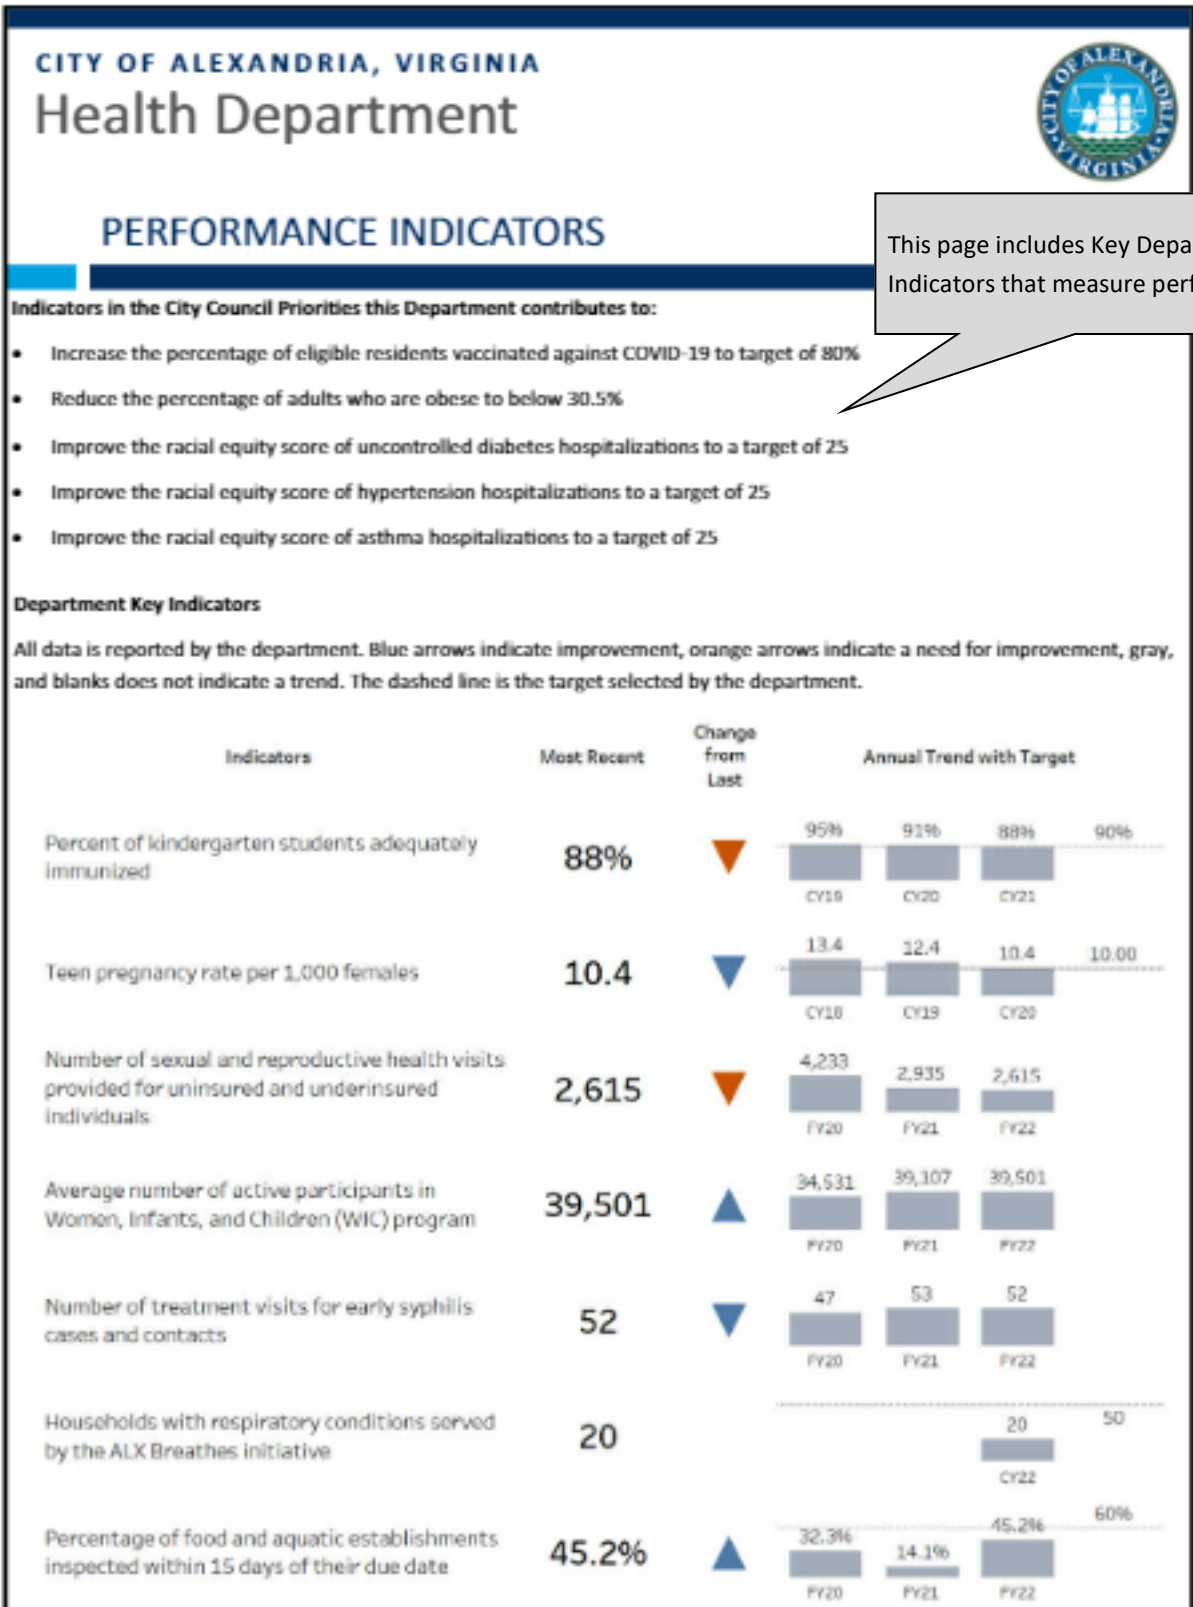 CITY OF ALEXANDRIA, VIRGINIA
Health Department
CITY OF ALEXANDRIA
VIRGINIA
PERFORMANCE INDICATORS
This page includes Key Depa
Indicators that measure perf
Indicators in the City Council Priorities this Department contributes to:
• Increase the percentage of eligible residents vaccinated against COVID-19 to target of 80%
• Reduce the percentage of adults who are obese to below 30.5%
• Improve the racial equity score of uncontrolled diabetes hospitalizations to a target of 25
• Improve the racial equity score of hypertension hospitalizations to a target of 25
• Improve the racial equity score of asthma hospitalizations to a target of 25
Department Key Indicators
All data is reported by the department. Blue arrows indicate improvement, orange arrows indicate a need for improvement, gray,
and blanks does not indicate a trend. The dashed line is the target selected by the department.
Indicators Most Recent Change from Last Annual Trend with Target
Percent of kindergarten students adequately
immunized
88%
95% 91% 88% 90%
CY19 CY20 CY21
Teen pregnancy rate per 1,000 females
10.4
13.4 12.4 10.4 10.00
CY18 CY19 CY20
Number of sexual and reproductive health visits
provided for uninsured and underinsured
individuals
2,615
4,233 2,935 2,615
FY20 FY21 FY22
Average number of active participants in
Women, Infants, and Children (WIC) program
39,501
34,531 39,107 39,501
FY20 FY21 FY22
Number of treatment visits for early syphilis
cases and contacts
52
47 53 52
FY20 FY21 FY22
Households with respiratory conditions served
by the ALX Breathes initiative
20
20 50
CY22
Percentage of food and aquatic establishments
inspected within 15 days of their due date
45.2%
32.3% 14.1% 45.2% 60%
FY20 FY21 FY22